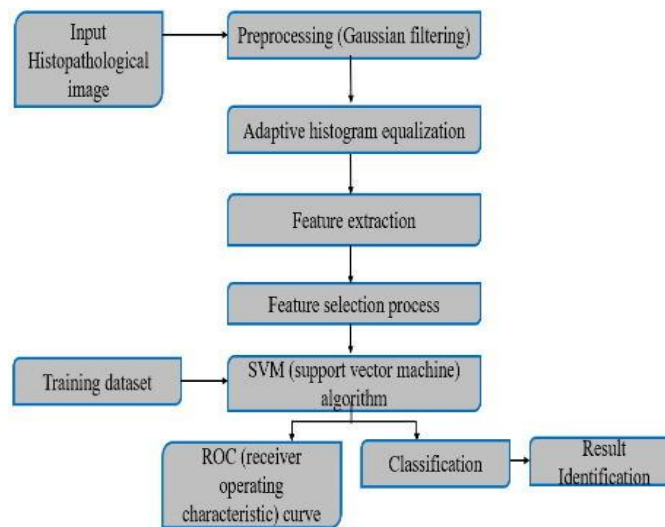 Input
Histopathological
image
Preprocessing (Gaussian filtering)
Adaptive histogram equalization
Feature extraction
Feature selection process
Training dataset
SVM (support vector machine)
algorithm
ROC (receiver
operating
characteristic) curve
Classification
Result
Identification